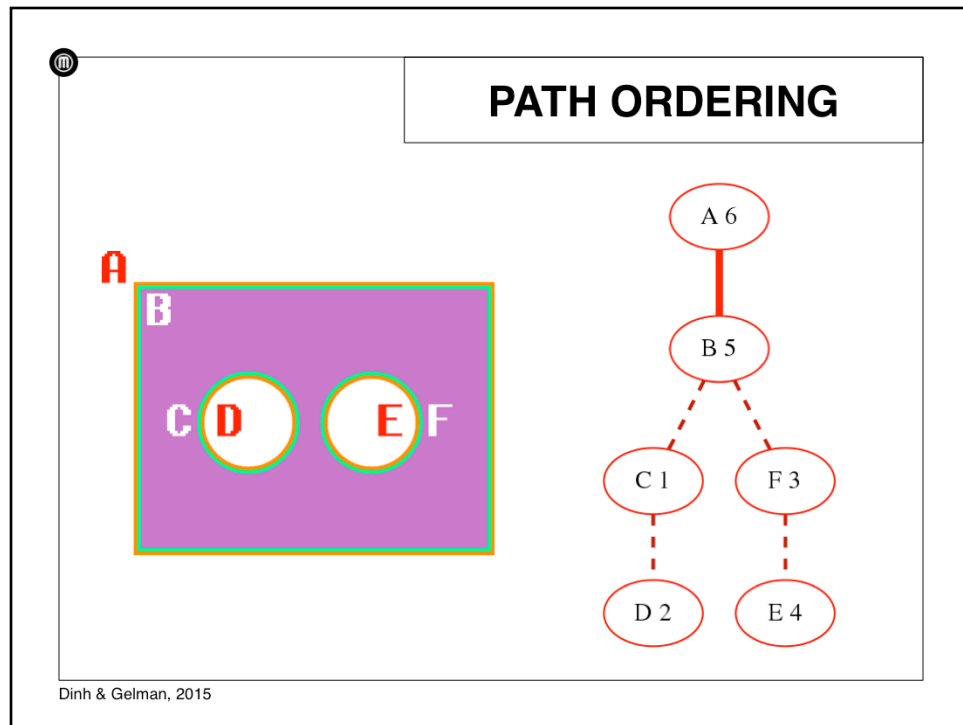 m
PATH ORDERING
A
B
C D E F
A 6
B 5
C 1 F 3
D 2 E 4
Dinh & Gelman, 2015